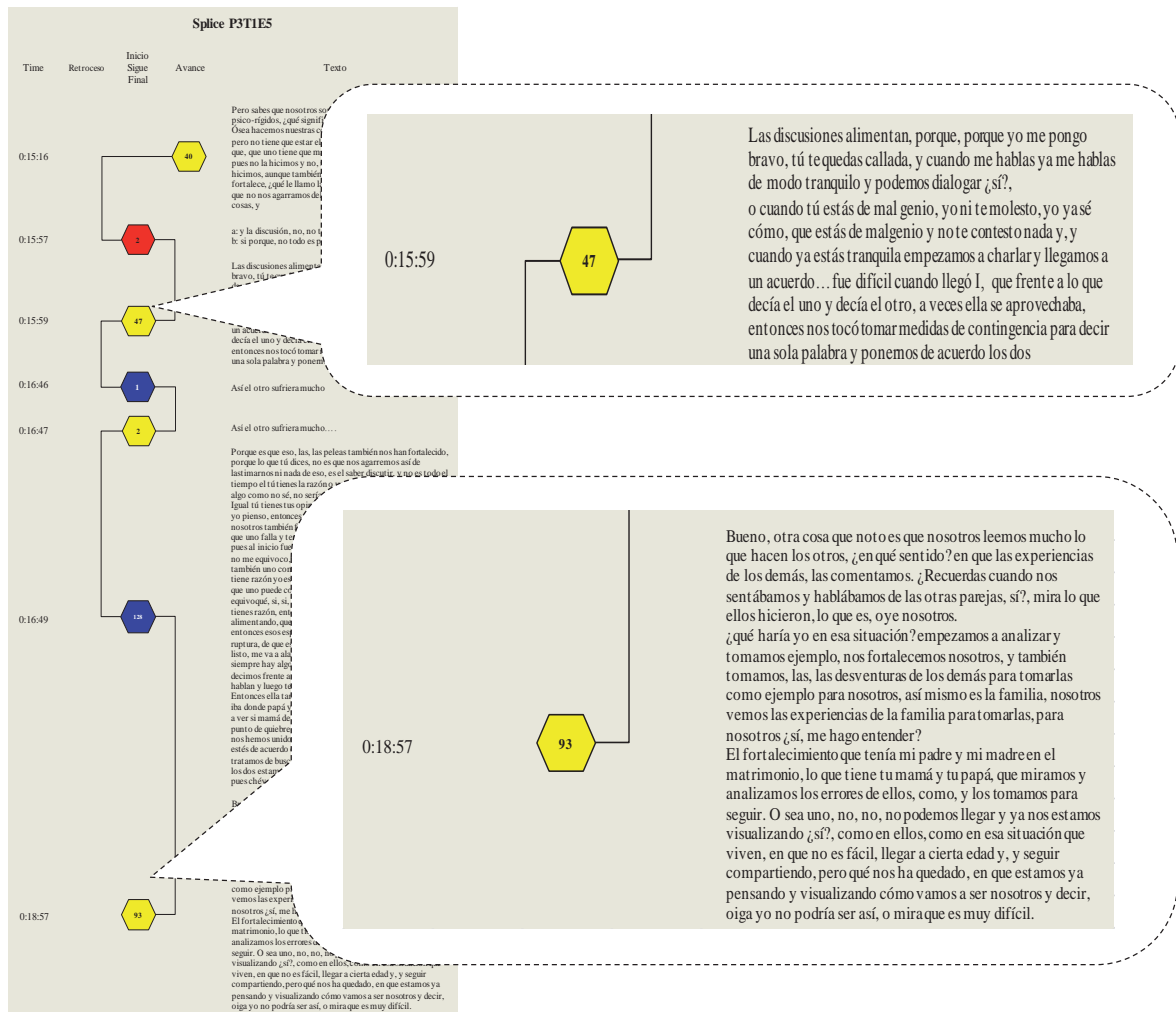 Splice P3T1E5
Time
Retroceso
Inicio
Sigue
Final
Avance
Texto
0:15:16
40
Pero sabes que nosotros
psico-rígidos, ¿qué
Ósea hacemos nuestras
pero no tiene que estar el
que, que uno tiene que
pues no la hicimos y no,
hicimos, aunque también
fortalece, ¿qué le llamo
que no nos agarramos
cosas, y
0:15:57
2
a: y la discusión, no, no
b: si porque, no todo es
Las discusiones
bravo, tú
0:15:59
47
un
decía el uno y
entonces nos tocó
una sola palabra y
0:16:46
1
Así el otro sufriera mucho
0:16:47
2
Así el otro sufriera mucho....
0:16:49
128
Porque es que eso, las, las peleas también nos han fortalecido,
porque lo que tú dices, no es que nos agarremos así de
lastimarnos ni nada de eso, es el saber discutir, y no es todo el
tiempo el tú tienes la razón o
algo como no sé, no
Igual tú tienes tus
yo pienso, entonces
nosotros también
que uno falla y
pues al inicio
no me equivoco,
también uno
tiene razón yo
que uno puede
equivoqué, si, si,
tienes razón,
alimentando,
entonces esos
ruptura, de que
listo, me va a
siempre hay
decimos frente
hablan y luego
Entonces ella
iba donde papá y
a ver si mamá
punto de quiebre,
nos hemos unido
estés de acuerdo
tratamos de
los dos
pues
0:18:57
93
como ejemplo
vemos las
nosotros ¿sí, me
El fortalecimiento
matrimonio, lo que
analizamos los errores
seguir. O sea uno, no, no,
visualizando ¿sí?, como en ellos,
viven, en que no es fácil, llegar a cierta edad y, y seguir
compartiendo, pero qué nos ha quedado, en que estamos ya
pensando y visualizando cómo vamos a ser nosotros y decir,
oiga yo no podría ser así, o mira que es muy difícil.
0:15:59
47
Las discusiones alimentan, porque, porque yo me pongo
bravo, tú te quedas callada, y cuando me hablas ya me hablas
de modo tranquilo y podemos dialogar ¿sí?,
o cuando tú estás de mal genio, yo ni te molesto, yo ya sé
cómo, que estás de malgenio y no te contesto nada y, y
cuando ya estás tranquila empezamos a charlar y llegamos a
un acuerdo… fue difícil cuando llegó I, que frente a lo que
decía el uno y decía el otro, a veces ella se aprovechaba,
entonces nos tocó tomar medidas de contingencia para decir
una sola palabra y ponernos de acuerdo los dos
0:18:57
93
Bueno, otra cosa que noto es que nosotros leemos mucho lo
que hacen los otros, ¿en qué sentido? en que las experiencias
de los demás, las comentamos. ¿Recuerdas cuando nos
sentábamos y hablábamos de las otras parejas, sí?, mira lo que
ellos hicieron, lo que es, oye nosotros.
¿qué haría yo en esa situación? empezamos a analizar y
tomamos ejemplo, nos fortalecemos nosotros, y también
tomamos, las, las desventuras de los demás para tomarlas
como ejemplo para nosotros, así mismo es la familia, nosotros
vemos las experiencias de la familia para tomarlas, para
nosotros ¿sí, me hago entender?
El fortalecimiento que tenía mi padre y mi madre en el
matrimonio, lo que tiene tu mamá y tu papá, que miramos y
analizamos los errores de ellos, como, y los tomamos para
seguir. O sea uno, no, no, no podemos llegar y ya nos estamos
visualizando ¿sí?, como en ellos, como en esa situación que
viven, en que no es fácil, llegar a cierta edad y, y seguir
compartiendo, pero qué nos ha quedado, en que estamos ya
pensando y visualizando cómo vamos a ser nosotros y decir,
oiga yo no podría ser así, o mira que es muy difícil.